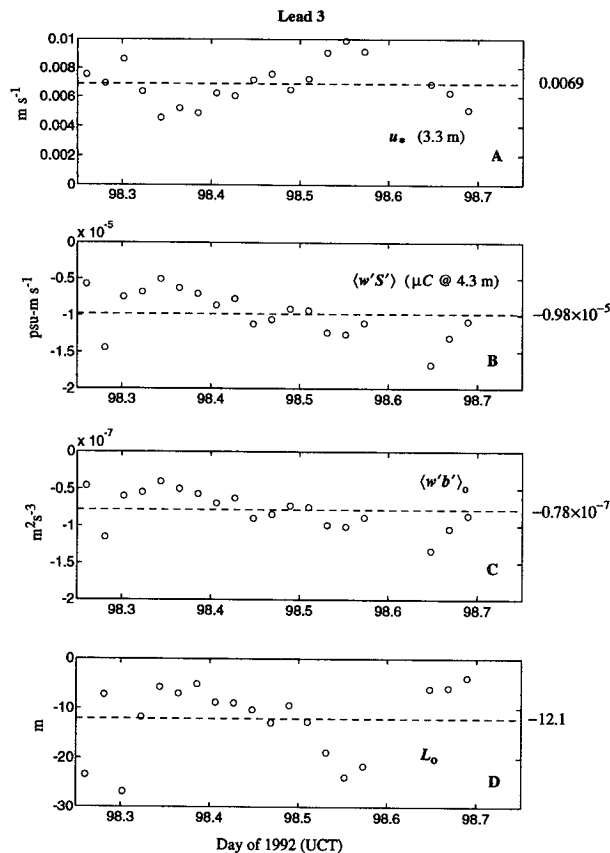 Lead 3
0.01
0.008
0.006
0.004
0.002
0
m s⁻¹
0.0069
u* (3.3 m)
A
98.3 98.4 98.5 98.6 98.7
x 10⁻⁵
0
-0.5
-1
-1.5
-2
psu-m s⁻¹
⟨w'S'⟩ (µC @ 4.3 m)
−0.98×10⁻⁵
B
98.3 98.4 98.5 98.6 98.7
x 10⁻⁷
0
-0.5
-1
-1.5
-2
m²s⁻³
⟨w'b'⟩₀
−0.78×10⁻⁷
C
98.3 98.4 98.5 98.6 98.7
0
-10
-20
-30
m
−12.1
L₀
D
98.3 98.4 98.5 98.6 98.7
Day of 1992 (UCT)